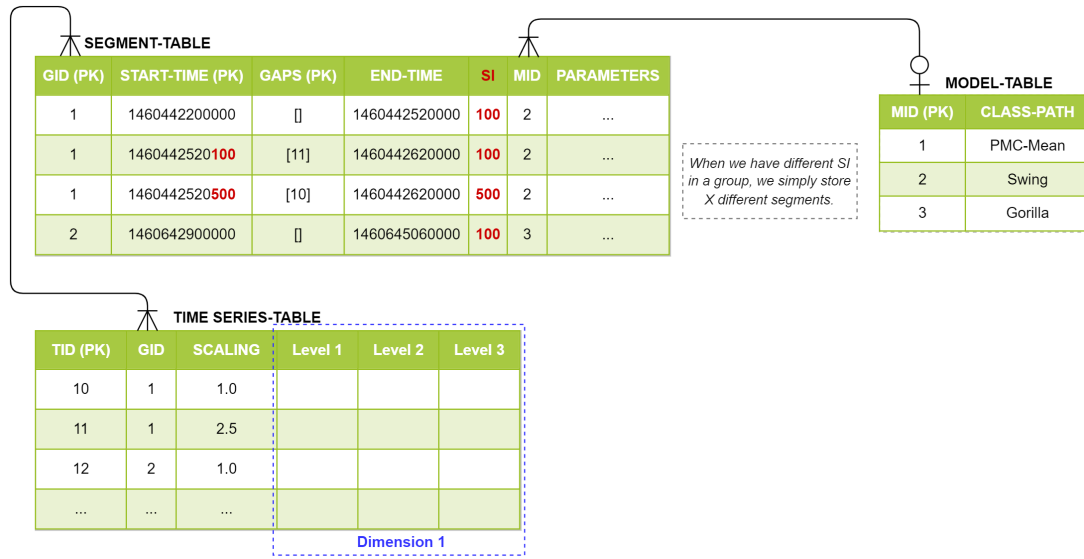 SEGMENT-TABLE
GID (PK) START-TIME (PK) GAPS (PK) END-TIME SI MID PARAMETERS
1 1460442200000 [] 1460442520000 100 2 ...
1 1460442520100 [11] 1460442620000 100 2 ...
1 1460442520500 [10] 1460442620000 500 2 ...
2 1460642900000 [] 1460645060000 100 3 ...
When we have different SI
in a group, we simply store
X different segments.
MODEL-TABLE
MID (PK) CLASS-PATH
1 PMC-Mean
2 Swing
3 Gorilla
TIME SERIES-TABLE
TID (PK) GID SCALING Level 1 Level 2 Level 3
10 1 1.0
11 1 2.5
12 2 1.0
... ... ...
Dimension 1